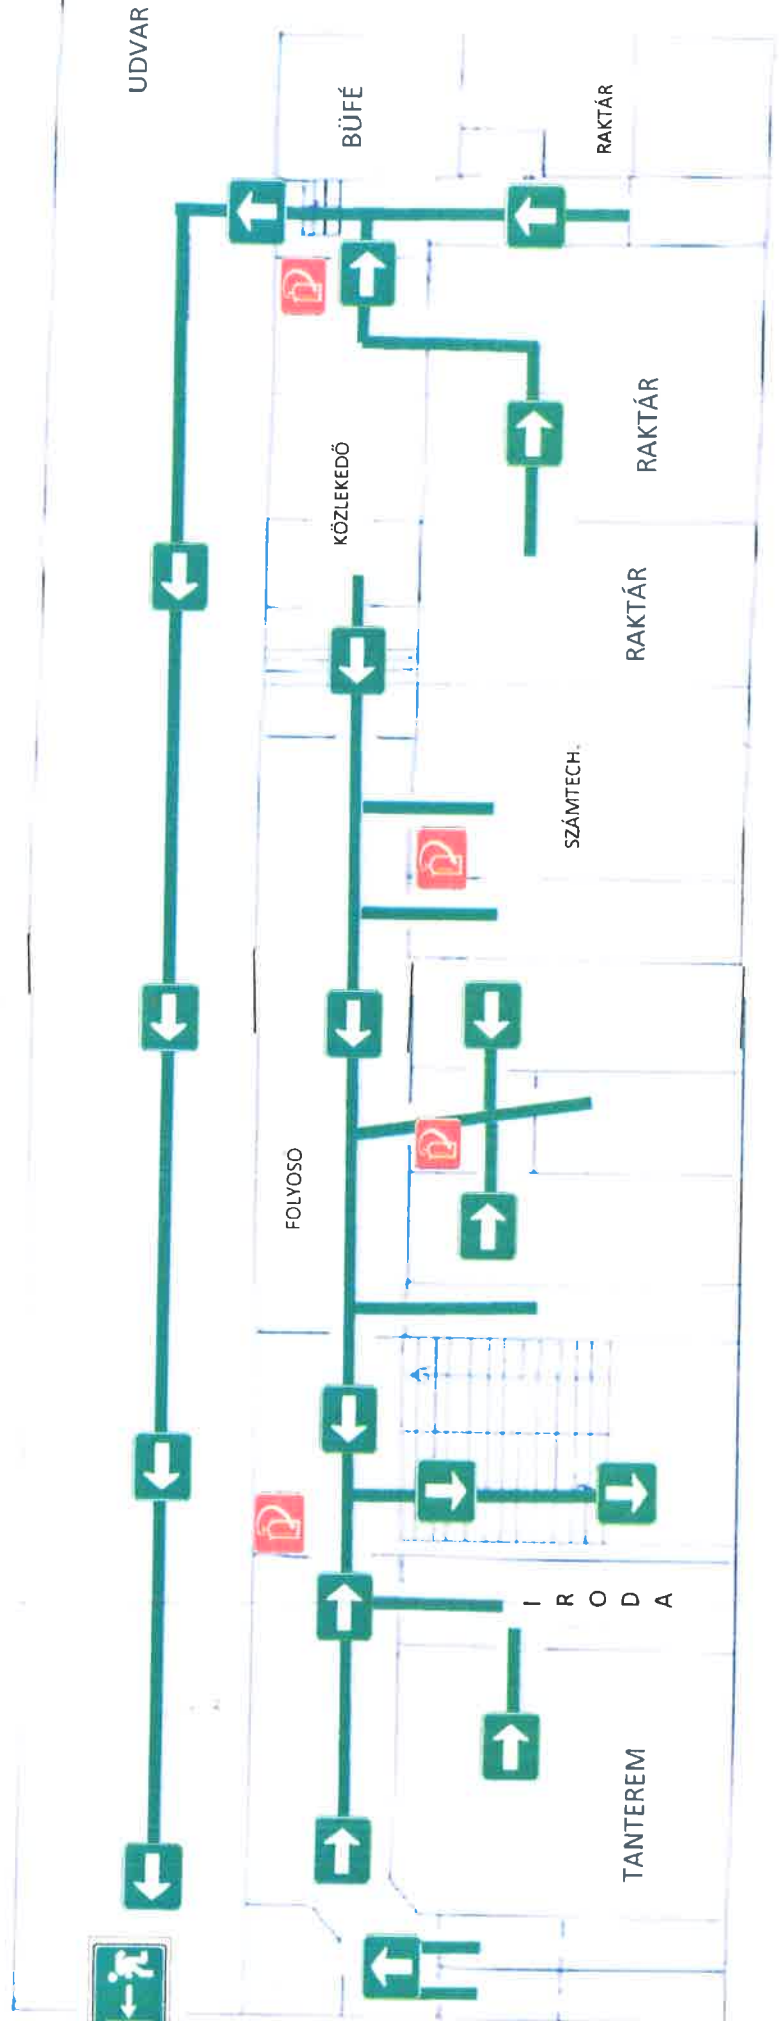 UDVAR
BÜFÉ
RAKTÁR
KÖZLEKEDŐ
RAKTÁR
RAKTÁR
SZÁMTECH.
FOLYOSO
I R O D A
TANTEREM